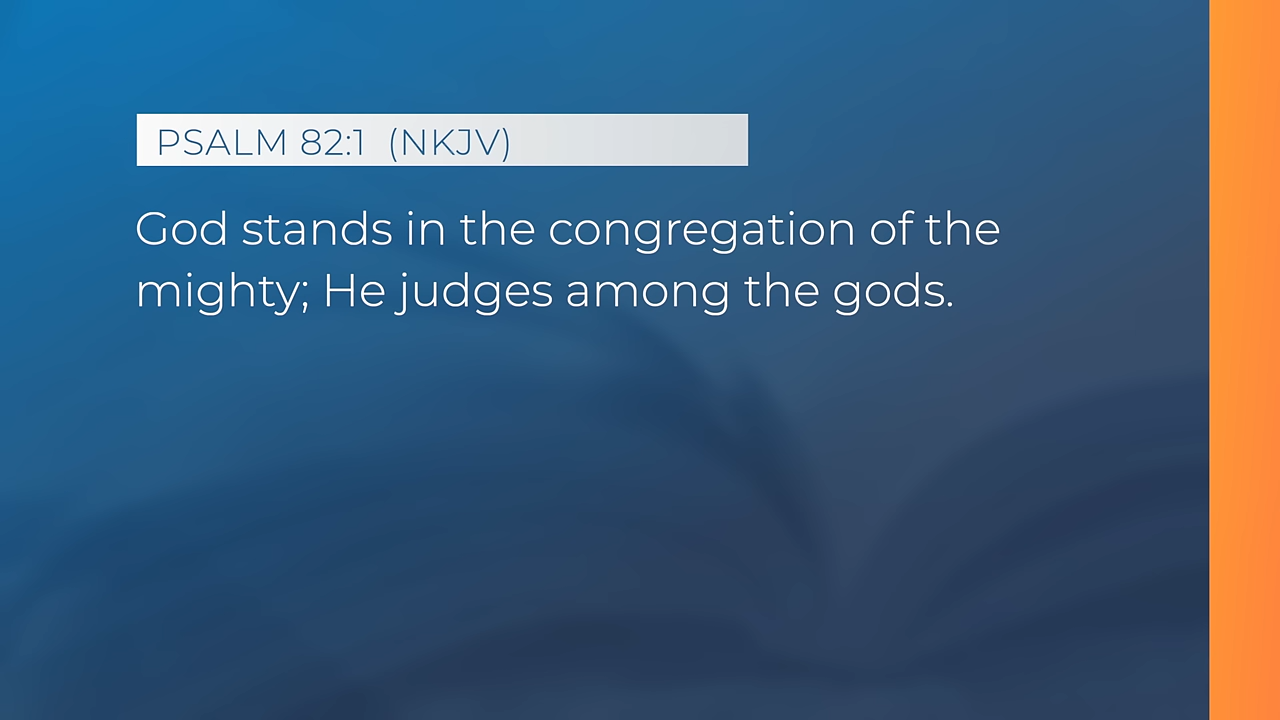 PSALM 82:1 (NKJV)
God stands in the congregation of the
mighty; He judges among the gods.